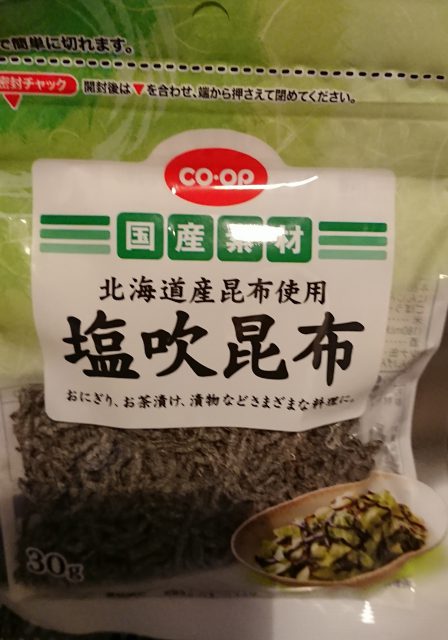 で簡単に切れます。
密封チャック
開封後は▼を合わせ、端から押さえて閉めてください。
CO·OP
国産素材
北海道産昆布使用
塩吹昆布
おにぎり、お茶漬け、漬物などさまざまな料理に。
30g